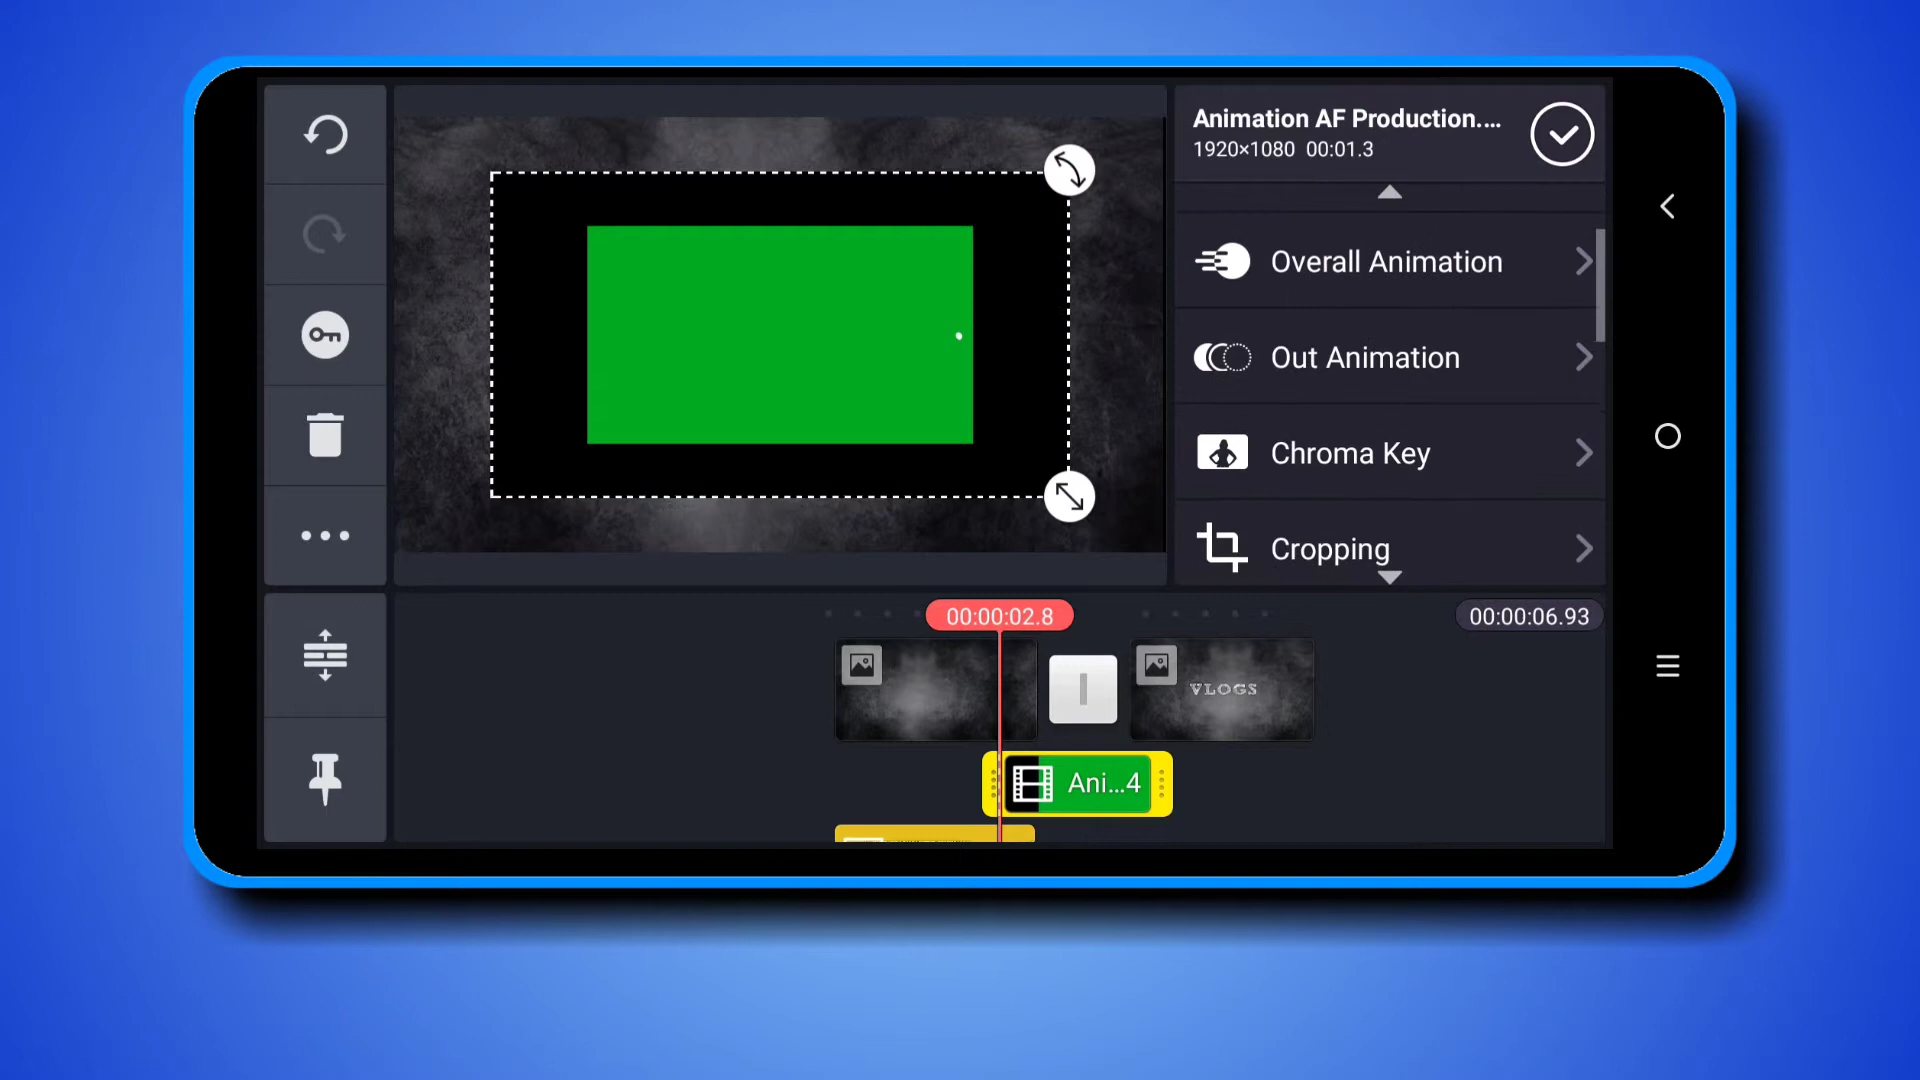 Animation AF Production....
1920×1080 00:01.3
Overall Animation
Out Animation
Chroma Key
Cropping
00:00:02.8
00:00:06.93
VLOGS
Ani...4